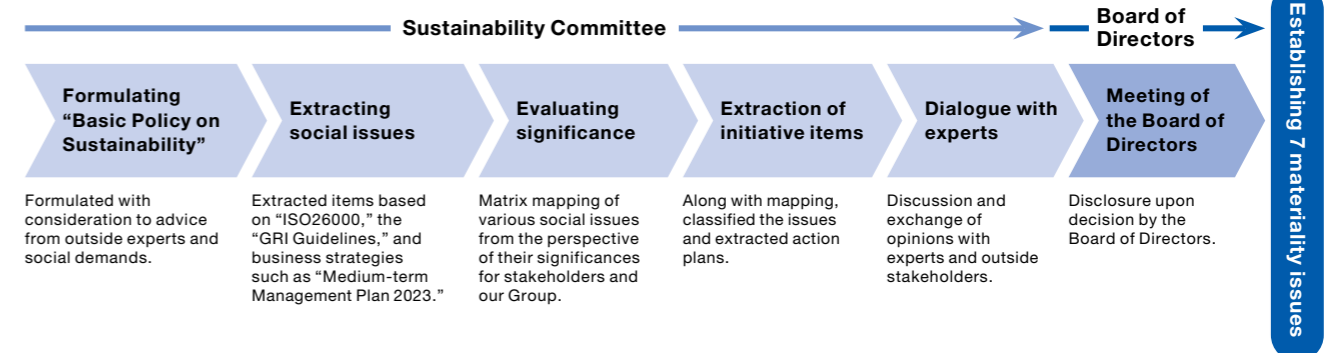 Sustainability Committee
Board of
Directors
Formulating
“Basic Policy on
Sustainability”
Extracting
social issues
Evaluating
significance
Extraction of
initiative items
Dialogue with
experts
Meeting of
the Board of
Directors
Formulated with
consideration to advice
from outside experts and
social demands.
Extracted items based
on “ISO26000,” the
“GRI Guidelines,” and
business strategies
such as “Medium-term
Management Plan 2023.”
Matrix mapping of
various social issues
from the perspective
of their significances
for stakeholders and
our Group.
Along with mapping,
classified the issues
and extracted action
plans.
Discussion and
exchange of
opinions with
experts and outside
stakeholders.
Disclosure upon
decision by the
Board of Directors.
Establishing 7 materiality issues